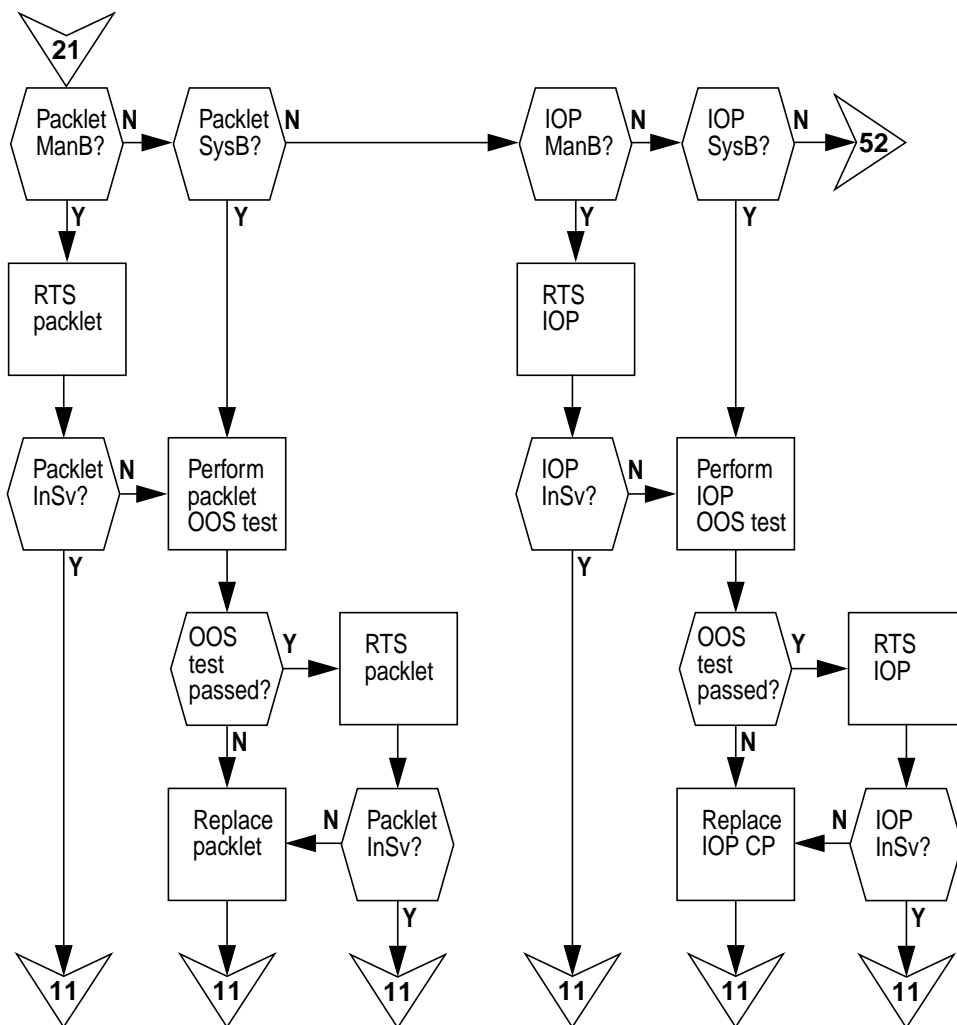 21
Packlet
ManB?
N
Packlet
SysB?
N
IOP
ManB?
N
IOP
SysB?
N
52
Y
Y
Y
Y
RTS
packlet
RTS
IOP
Packlet
InSv?
N
Perform
packlet
OOS test
IOP
InSv?
N
Perform
IOP
OOS test
Y
Y
OOS
test
passed?
Y
RTS
packlet
OOS
test
passed?
Y
RTS
IOP
N
N
Replace
packlet
N
Packlet
InSv?
Replace
IOP CP
N
IOP
InSv?
Y
Y
11
11
11
11
11
11